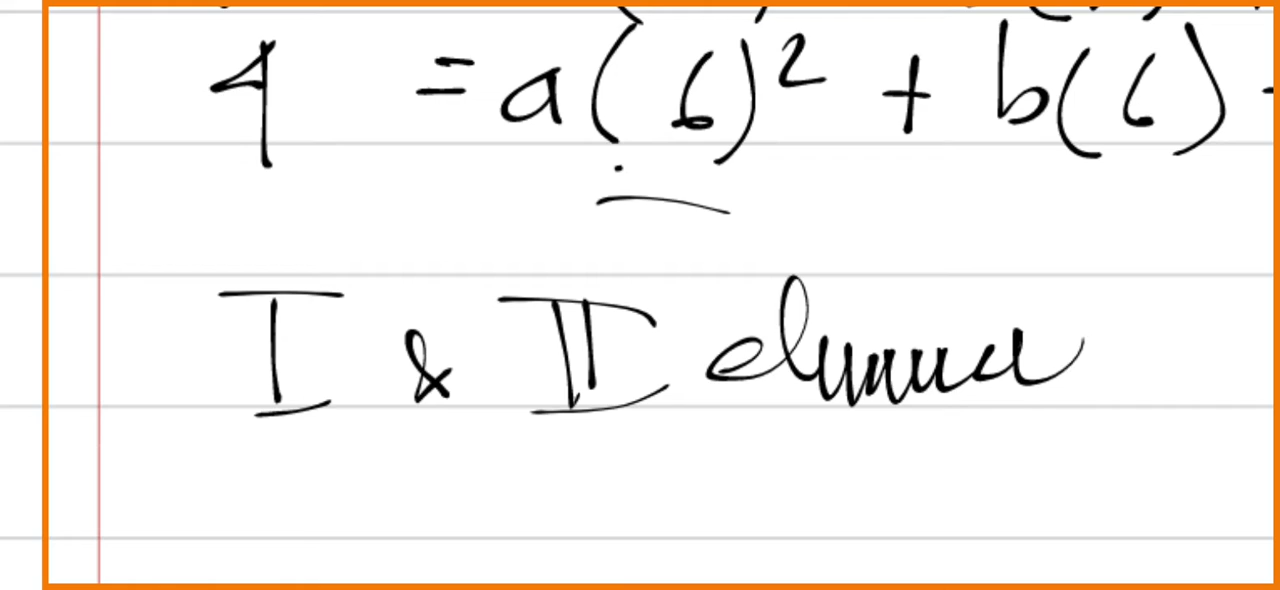 4 = a(6)² + b(6)
I & II